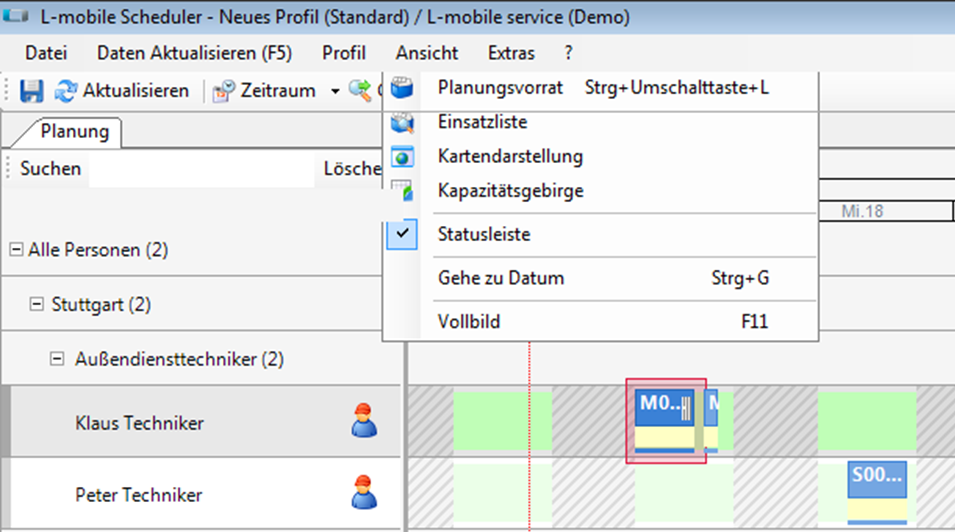 L-mobile Scheduler - Neues Profil (Standard) / L-mobile service (Demo)
Datei Daten Aktualisieren (F5) Profil Ansicht Extras ?
Aktualisieren Zeitraum
Planungsvorrat Strg+Umschalttaste+L
Einsatzliste
Kartendarstellung
Kapazitätsgebirge
Statusleiste
Gehe zu Datum Strg+G
Vollbild F11
Planung
Suchen Lösche
Mi.18
Alle Personen (2)
Stuttgart (2)
Außendiensttechniker (2)
Klaus Techniker M0... M
Peter Techniker S00...